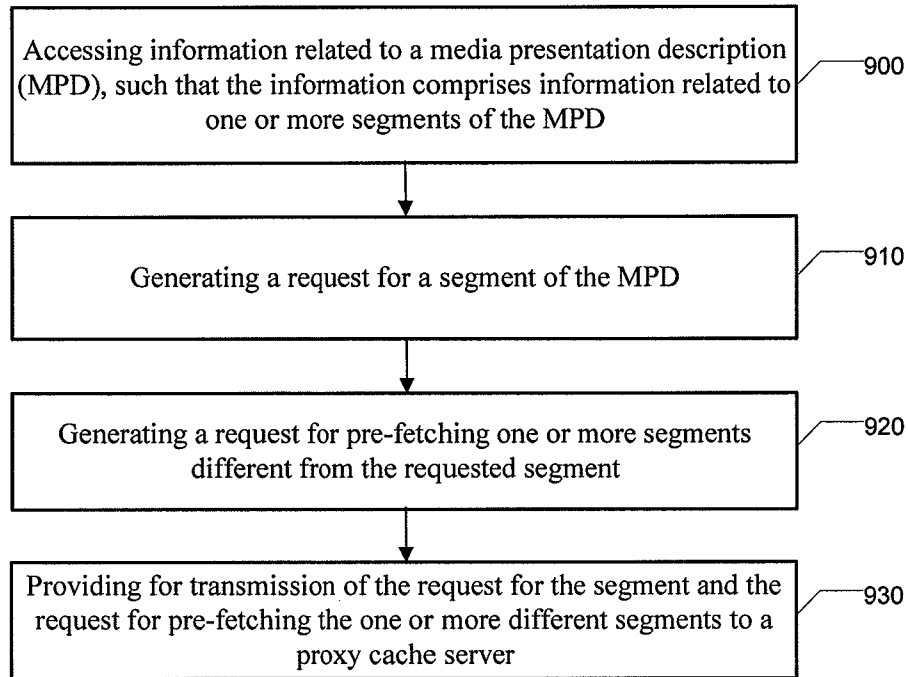 Accessing information related to a media presentation description
(MPD), such that the information comprises information related to
one or more segments of the MPD
900
Generating a request for a segment of the MPD
910
Generating a request for pre-fetching one or more segments
different from the requested segment
920
Providing for transmission of the request for the segment and the
request for pre-fetching the one or more different segments to a
proxy cache server
930